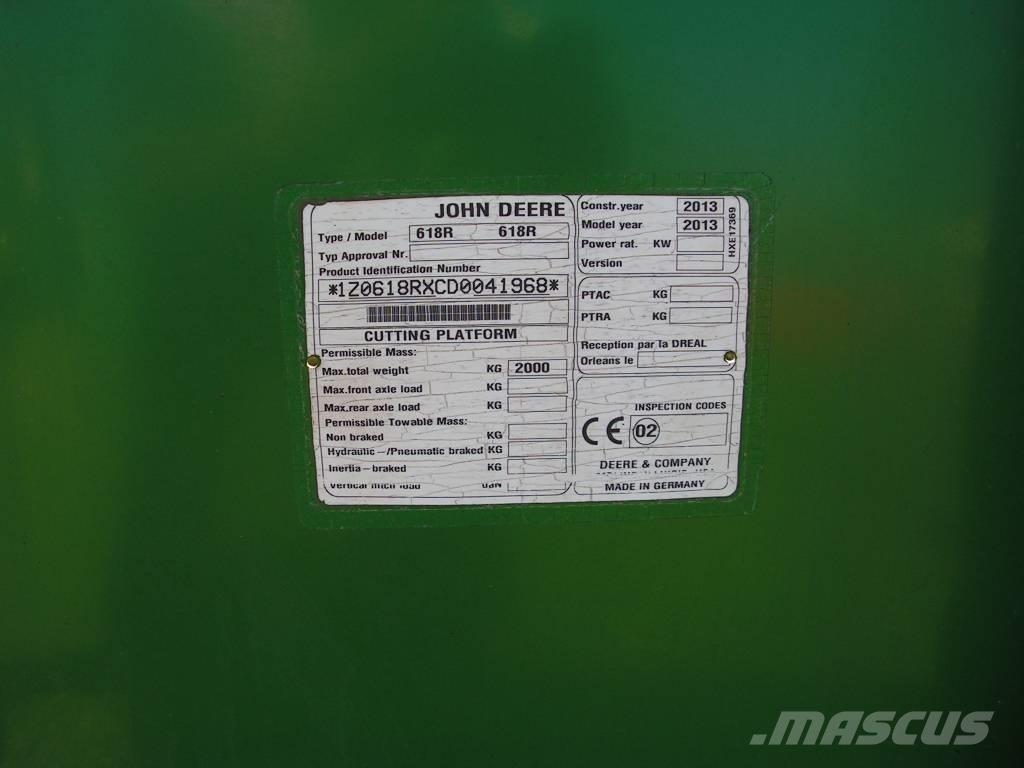 JOHN DEERE
Type / Model 618R 618R
Typ Approval Nr.
Product Identification Number
*1Z0618RXCD0041968*
CUTTING PLATFORM
Permissible Mass:
Max.total weight KG 2000
Max.front axle load KG
Max.rear axle load KG
Permissible Towable Mass:
Non braked KG
Hydraulic –/Pneumatic braked KG
Inertia – braked KG
Vertical hitch load daN
Constr.year 2013
Model year 2013
Power rat. KW
Version
HXE17369
PTAC KG
PTRA KG
Reception par la DREAL
Orleans le
INSPECTION CODES
CE 02
DEERE & COMPANY
MADE IN GERMANY
MASCUS